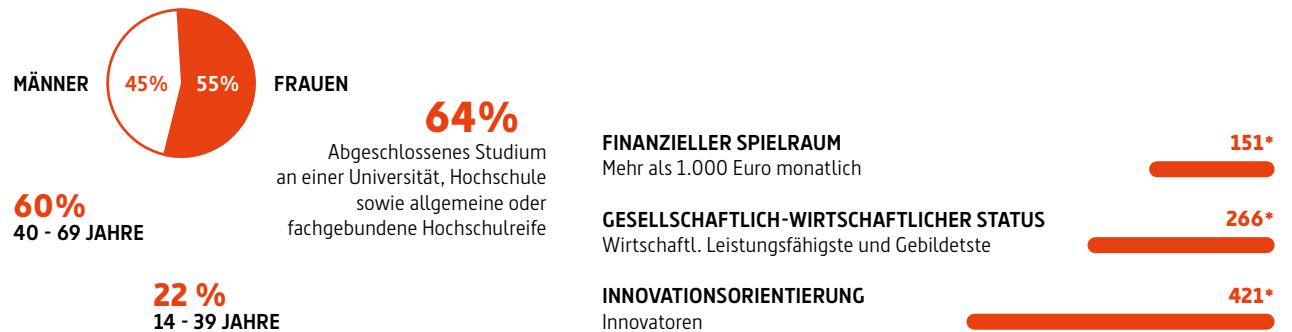 MÄNNER 45% 55% FRAUEN
64%
Abgeschlossenes Studium
an einer Universität, Hochschule
sowie allgemeine oder
fachgebundene Hochschulreife
60%
40 - 69 JAHRE
22 %
14 - 39 JAHRE
FINANZIELLER SPIELRAUM 151*
Mehr als 1.000 Euro monatlich
GESELLSCHAFTLICH-WIRTSCHAFTLICHER STATUS 266*
Wirtschaftl. Leistungsfähigste und Gebildetste
INNOVATIONSORIENTIERUNG 421*
Innovatoren